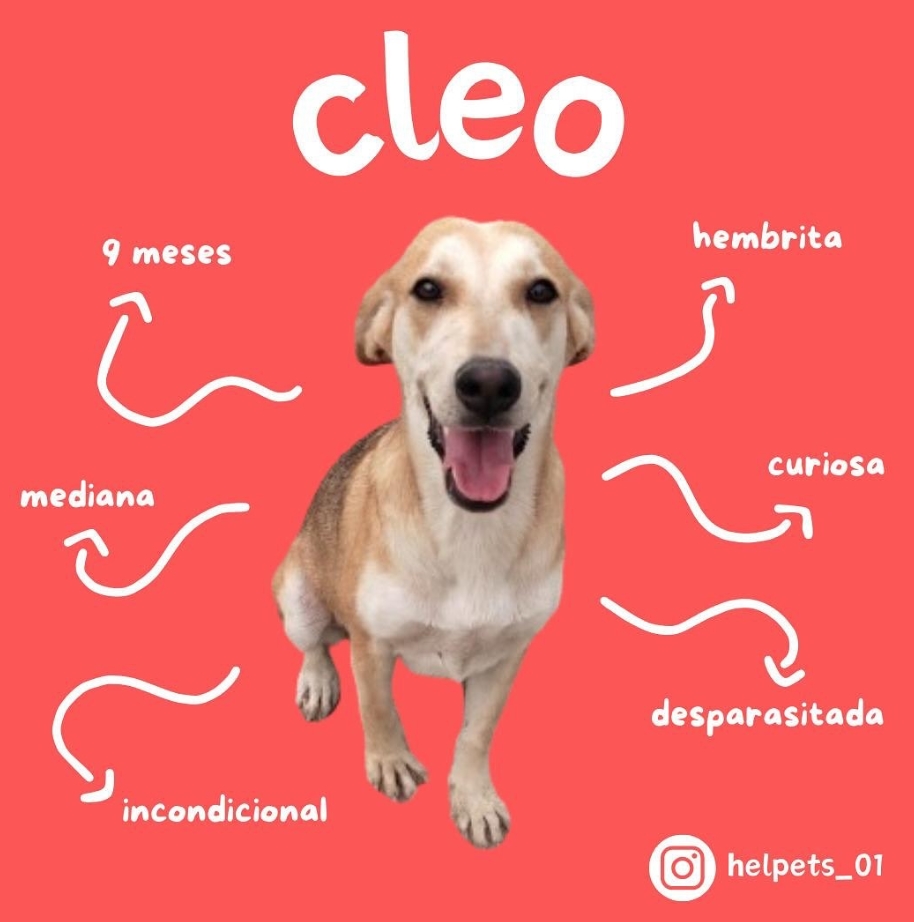 cleo
9 meses
hembrita
mediana
curiosa
incondicional
desparasitada
helpets_01